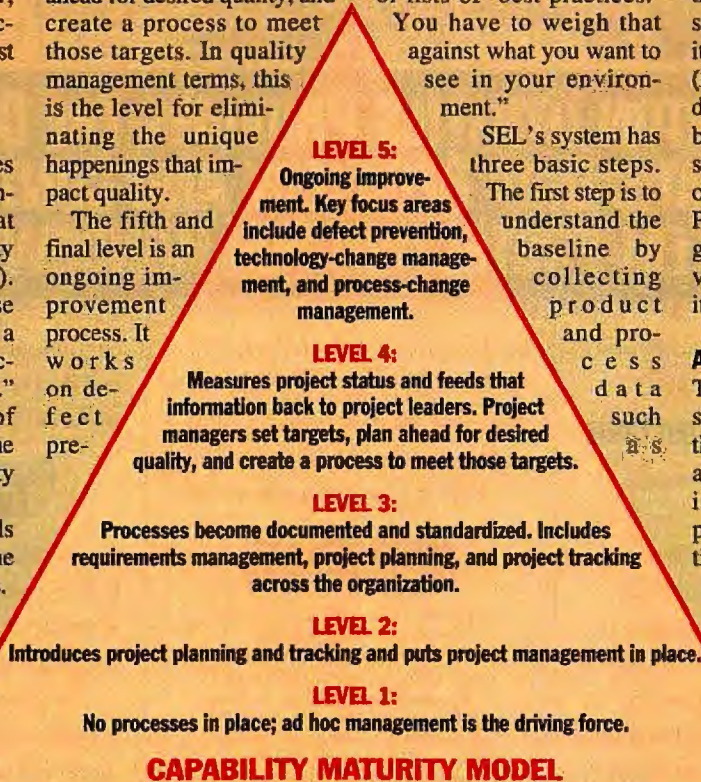 create a process to meet
those targets. In quality
management terms, this
is the level for elimi-
nating the unique
happenings that im-
pact quality.
The fifth and
final level is an
ongoing im-
provement
process. It
works
on de-
fect
pre-
You have to weigh that
against what you want to
see in your environ-
ment.”
SEL’s system has
three basic steps.
The first step is to
understand the
baseline by
collecting
product
and pro-
cess
data
such
as
LEVEL 5:
Ongoing improve-
ment. Key focus areas
include defect prevention,
technology-change manage-
ment, and process-change
management.
LEVEL 4:
Measures project status and feeds that
information back to project leaders. Project
managers set targets, plan ahead for desired
quality, and create a process to meet those targets.
LEVEL 3:
Processes become documented and standardized. Includes
requirements management, project planning, and project tracking
across the organization.
LEVEL 2:
Introduces project planning and tracking and puts project management in place.
LEVEL 1:
No processes in place; ad hoc management is the driving force.
CAPABILITY MATURITY MODEL